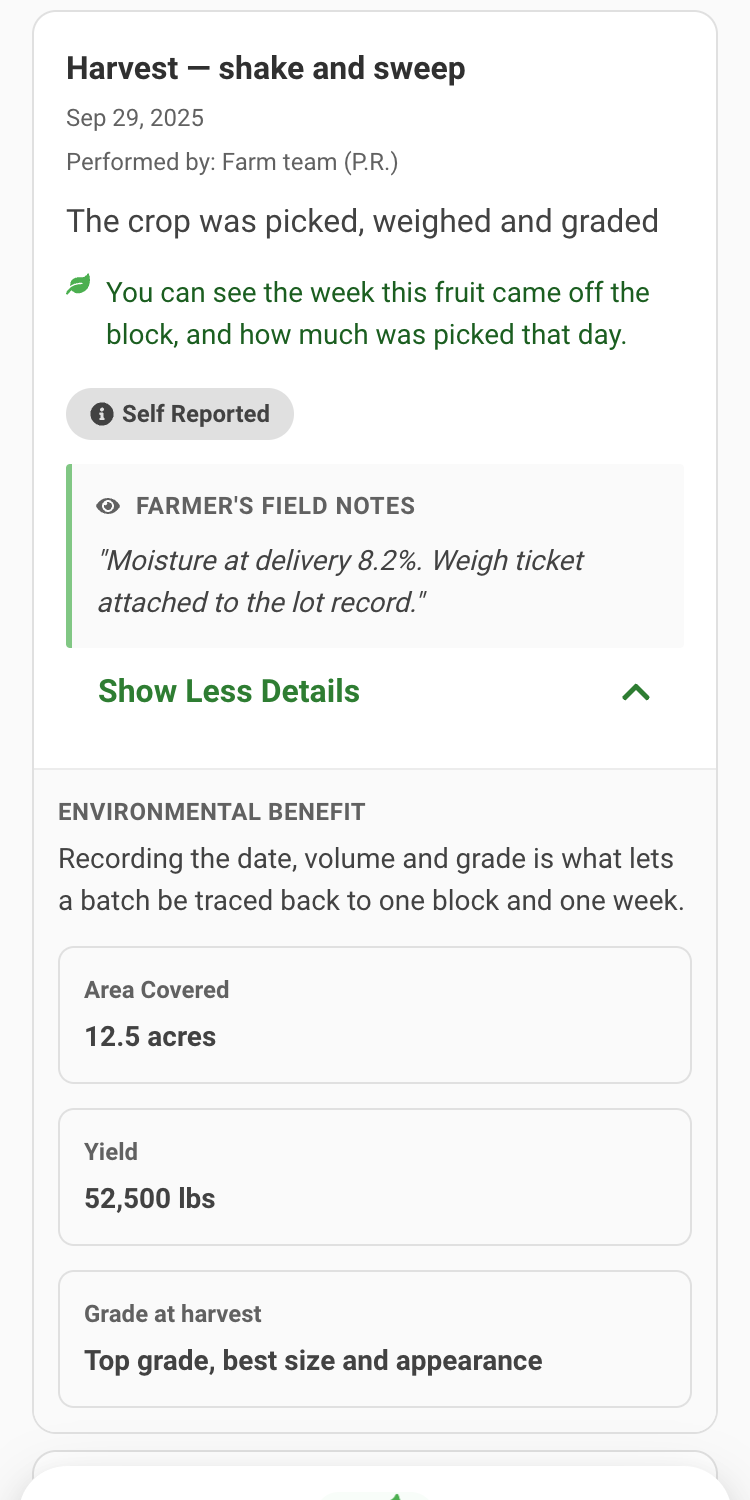 Harvest — shake and sweep
Sep 29, 2025
Performed by: Farm team (P.R.)
The crop was picked, weighed and graded
You can see the week this fruit came off the
block, and how much was picked that day.
Self Reported
FARMER'S FIELD NOTES
"Moisture at delivery 8.2%. Weigh ticket
attached to the lot record."
Show Less Details
ENVIRONMENTAL BENEFIT
Recording the date, volume and grade is what lets
a batch be traced back to one block and one week.
Area Covered
12.5 acres
Yield
52,500 lbs
Grade at harvest
Top grade, best size and appearance